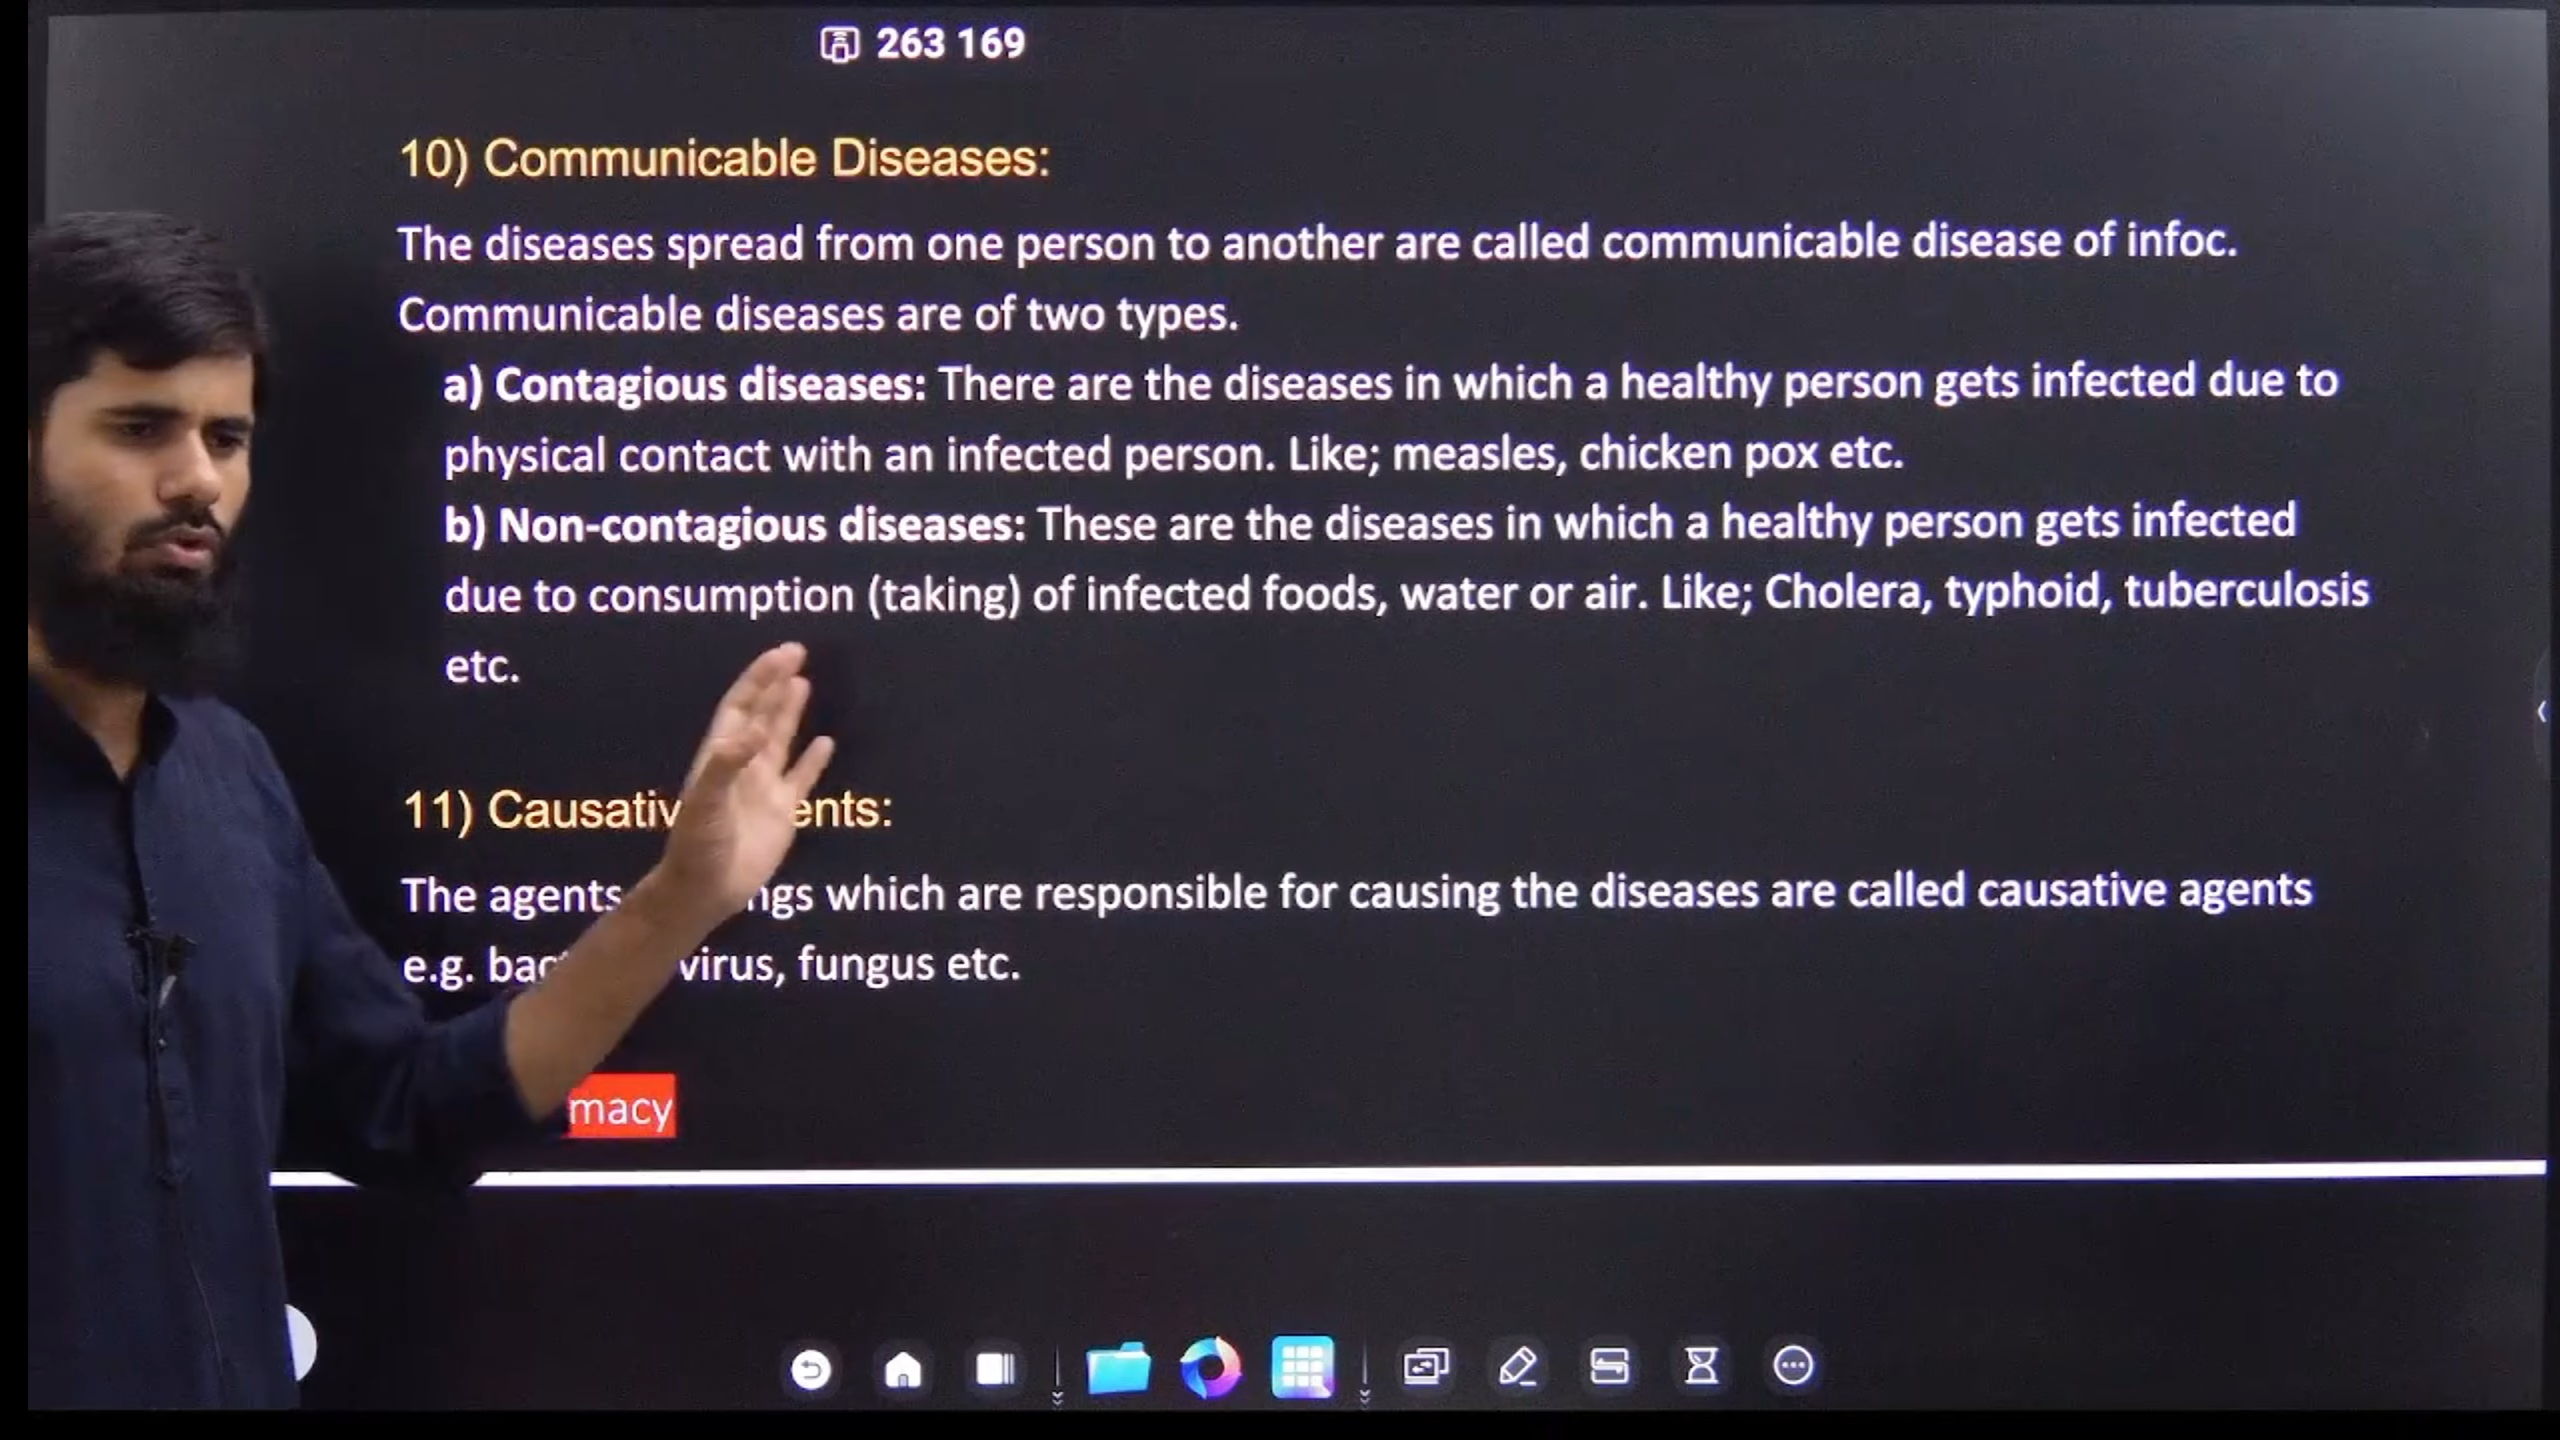 263 169
10) Communicable Diseases:
The diseases spread from one person to another are called communicable disease of infoc.
Communicable diseases are of two types.
a) Contagious diseases: There are the diseases in which a healthy person gets infected due to
physical contact with an infected person. Like; measles, chicken pox etc.
b) Non-contagious diseases: These are the diseases in which a healthy person gets infected
due to consumption (taking) of infected foods, water or air. Like; Cholera, typhoid, tuberculosis
etc.
11)
The agents which are responsible for causing the diseases are called causative agents
e.g. virus, fungus etc.
macy